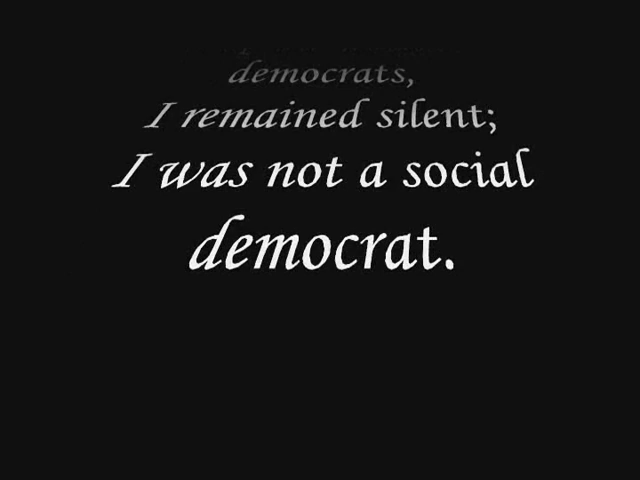 democrats,
I remained silent;
I was not a social
democrat.